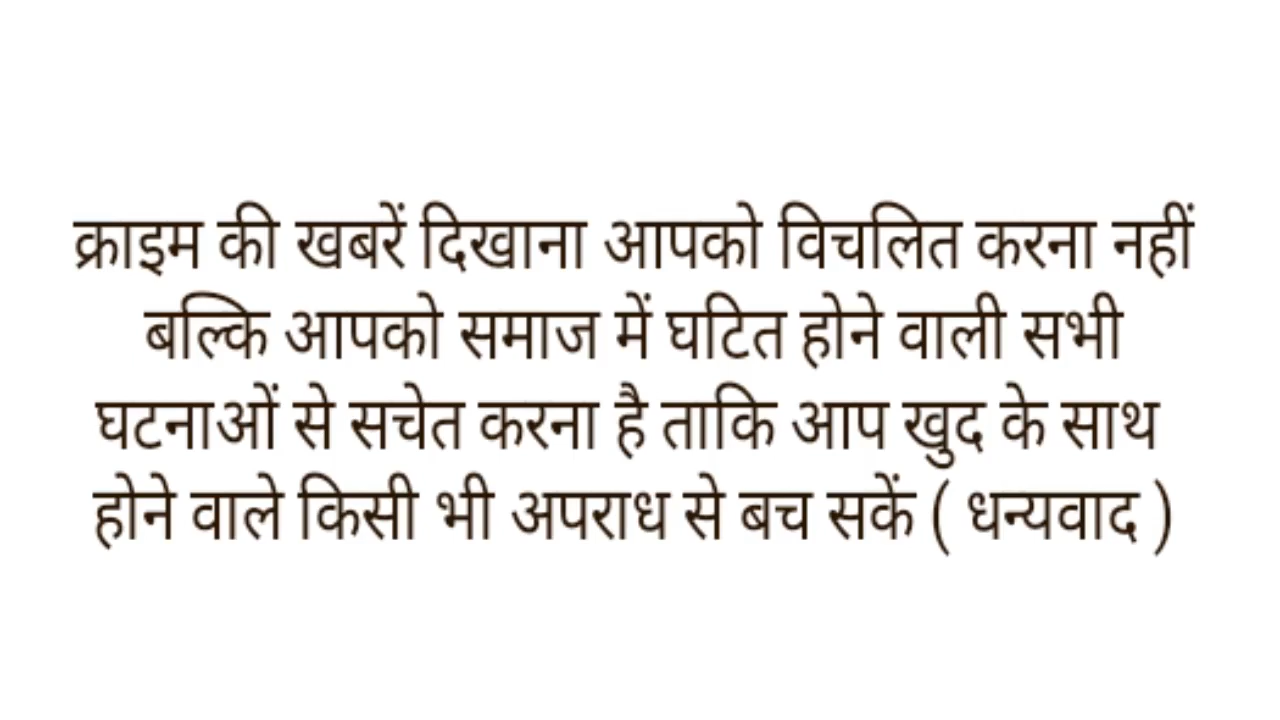 क्राइम की खबरें दिखाना आपको विचलित करना नहीं
बल्कि आपको समाज में घटित होने वाली सभी
घटनाओं से सचेत करना है ताकि आप खुद के साथ
होने वाले किसी भी अपराध से बच सकें ( धन्यवाद )